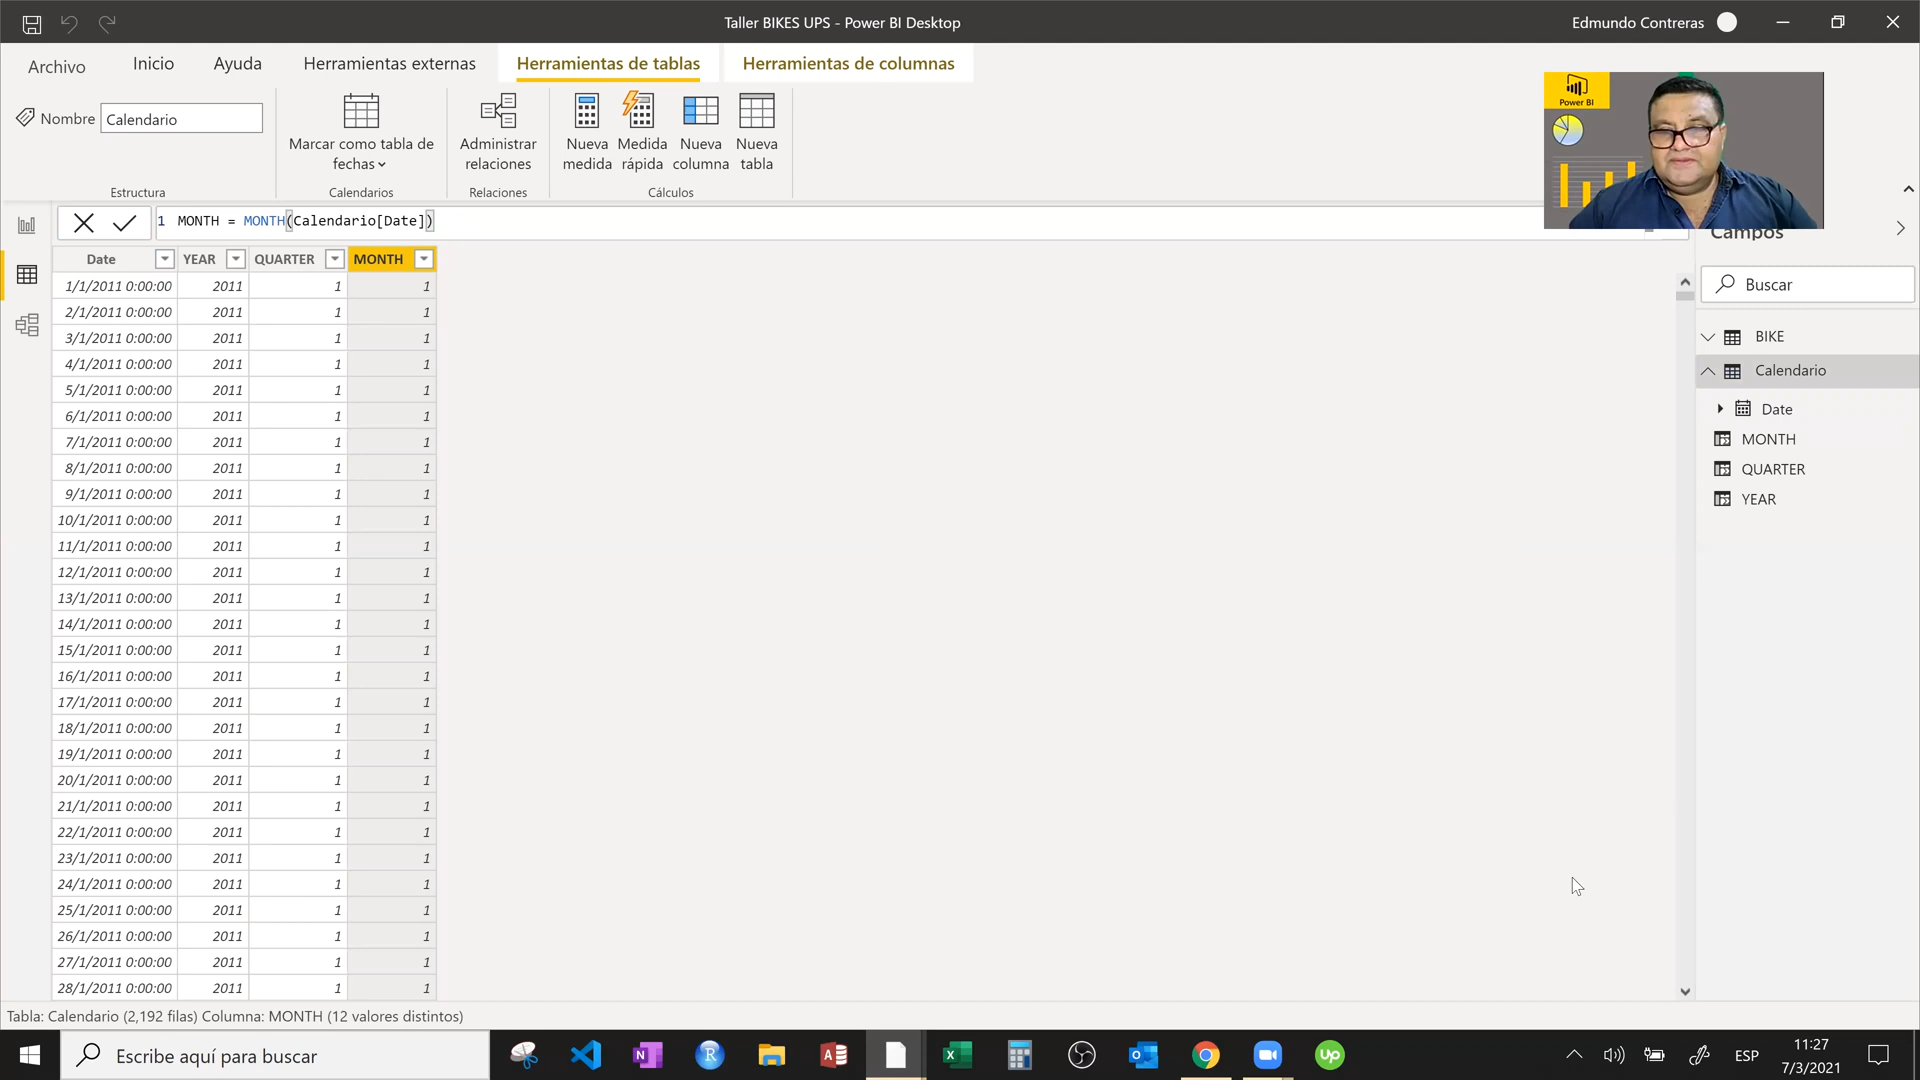 Taller BIKES UPS - Power BI Desktop
Edmundo Contreras
Archivo
Inicio
Ayuda
Herramientas externas
Herramientas de tablas
Herramientas de columnas
Nombre
Calendario
Marcar como tabla de
fechas
Administrar
relaciones
Nueva
medida
Medida
rápida
Nueva
columna
Nueva
tabla
Estructura
Calendarios
Relaciones
Cálculos
Power BI
1 MONTH = MONTH(Calendario[Date])
Date YEAR QUARTER MONTH
1/1/2011 0:00:00 2011 1 1
2/1/2011 0:00:00 2011 1 1
3/1/2011 0:00:00 2011 1 1
4/1/2011 0:00:00 2011 1 1
5/1/2011 0:00:00 2011 1 1
6/1/2011 0:00:00 2011 1 1
7/1/2011 0:00:00 2011 1 1
8/1/2011 0:00:00 2011 1 1
9/1/2011 0:00:00 2011 1 1
10/1/2011 0:00:00 2011 1 1
11/1/2011 0:00:00 2011 1 1
12/1/2011 0:00:00 2011 1 1
13/1/2011 0:00:00 2011 1 1
14/1/2011 0:00:00 2011 1 1
15/1/2011 0:00:00 2011 1 1
16/1/2011 0:00:00 2011 1 1
17/1/2011 0:00:00 2011 1 1
18/1/2011 0:00:00 2011 1 1
19/1/2011 0:00:00 2011 1 1
20/1/2011 0:00:00 2011 1 1
21/1/2011 0:00:00 2011 1 1
22/1/2011 0:00:00 2011 1 1
23/1/2011 0:00:00 2011 1 1
24/1/2011 0:00:00 2011 1 1
25/1/2011 0:00:00 2011 1 1
26/1/2011 0:00:00 2011 1 1
27/1/2011 0:00:00 2011 1 1
28/1/2011 0:00:00 2011 1 1
Campos
Buscar
BIKE
Calendario
Date
MONTH
QUARTER
YEAR
Tabla: Calendario (2,192 filas) Columna: MONTH (12 valores distintos)
Escribe aquí para buscar
ESP
11:27
7/3/2021